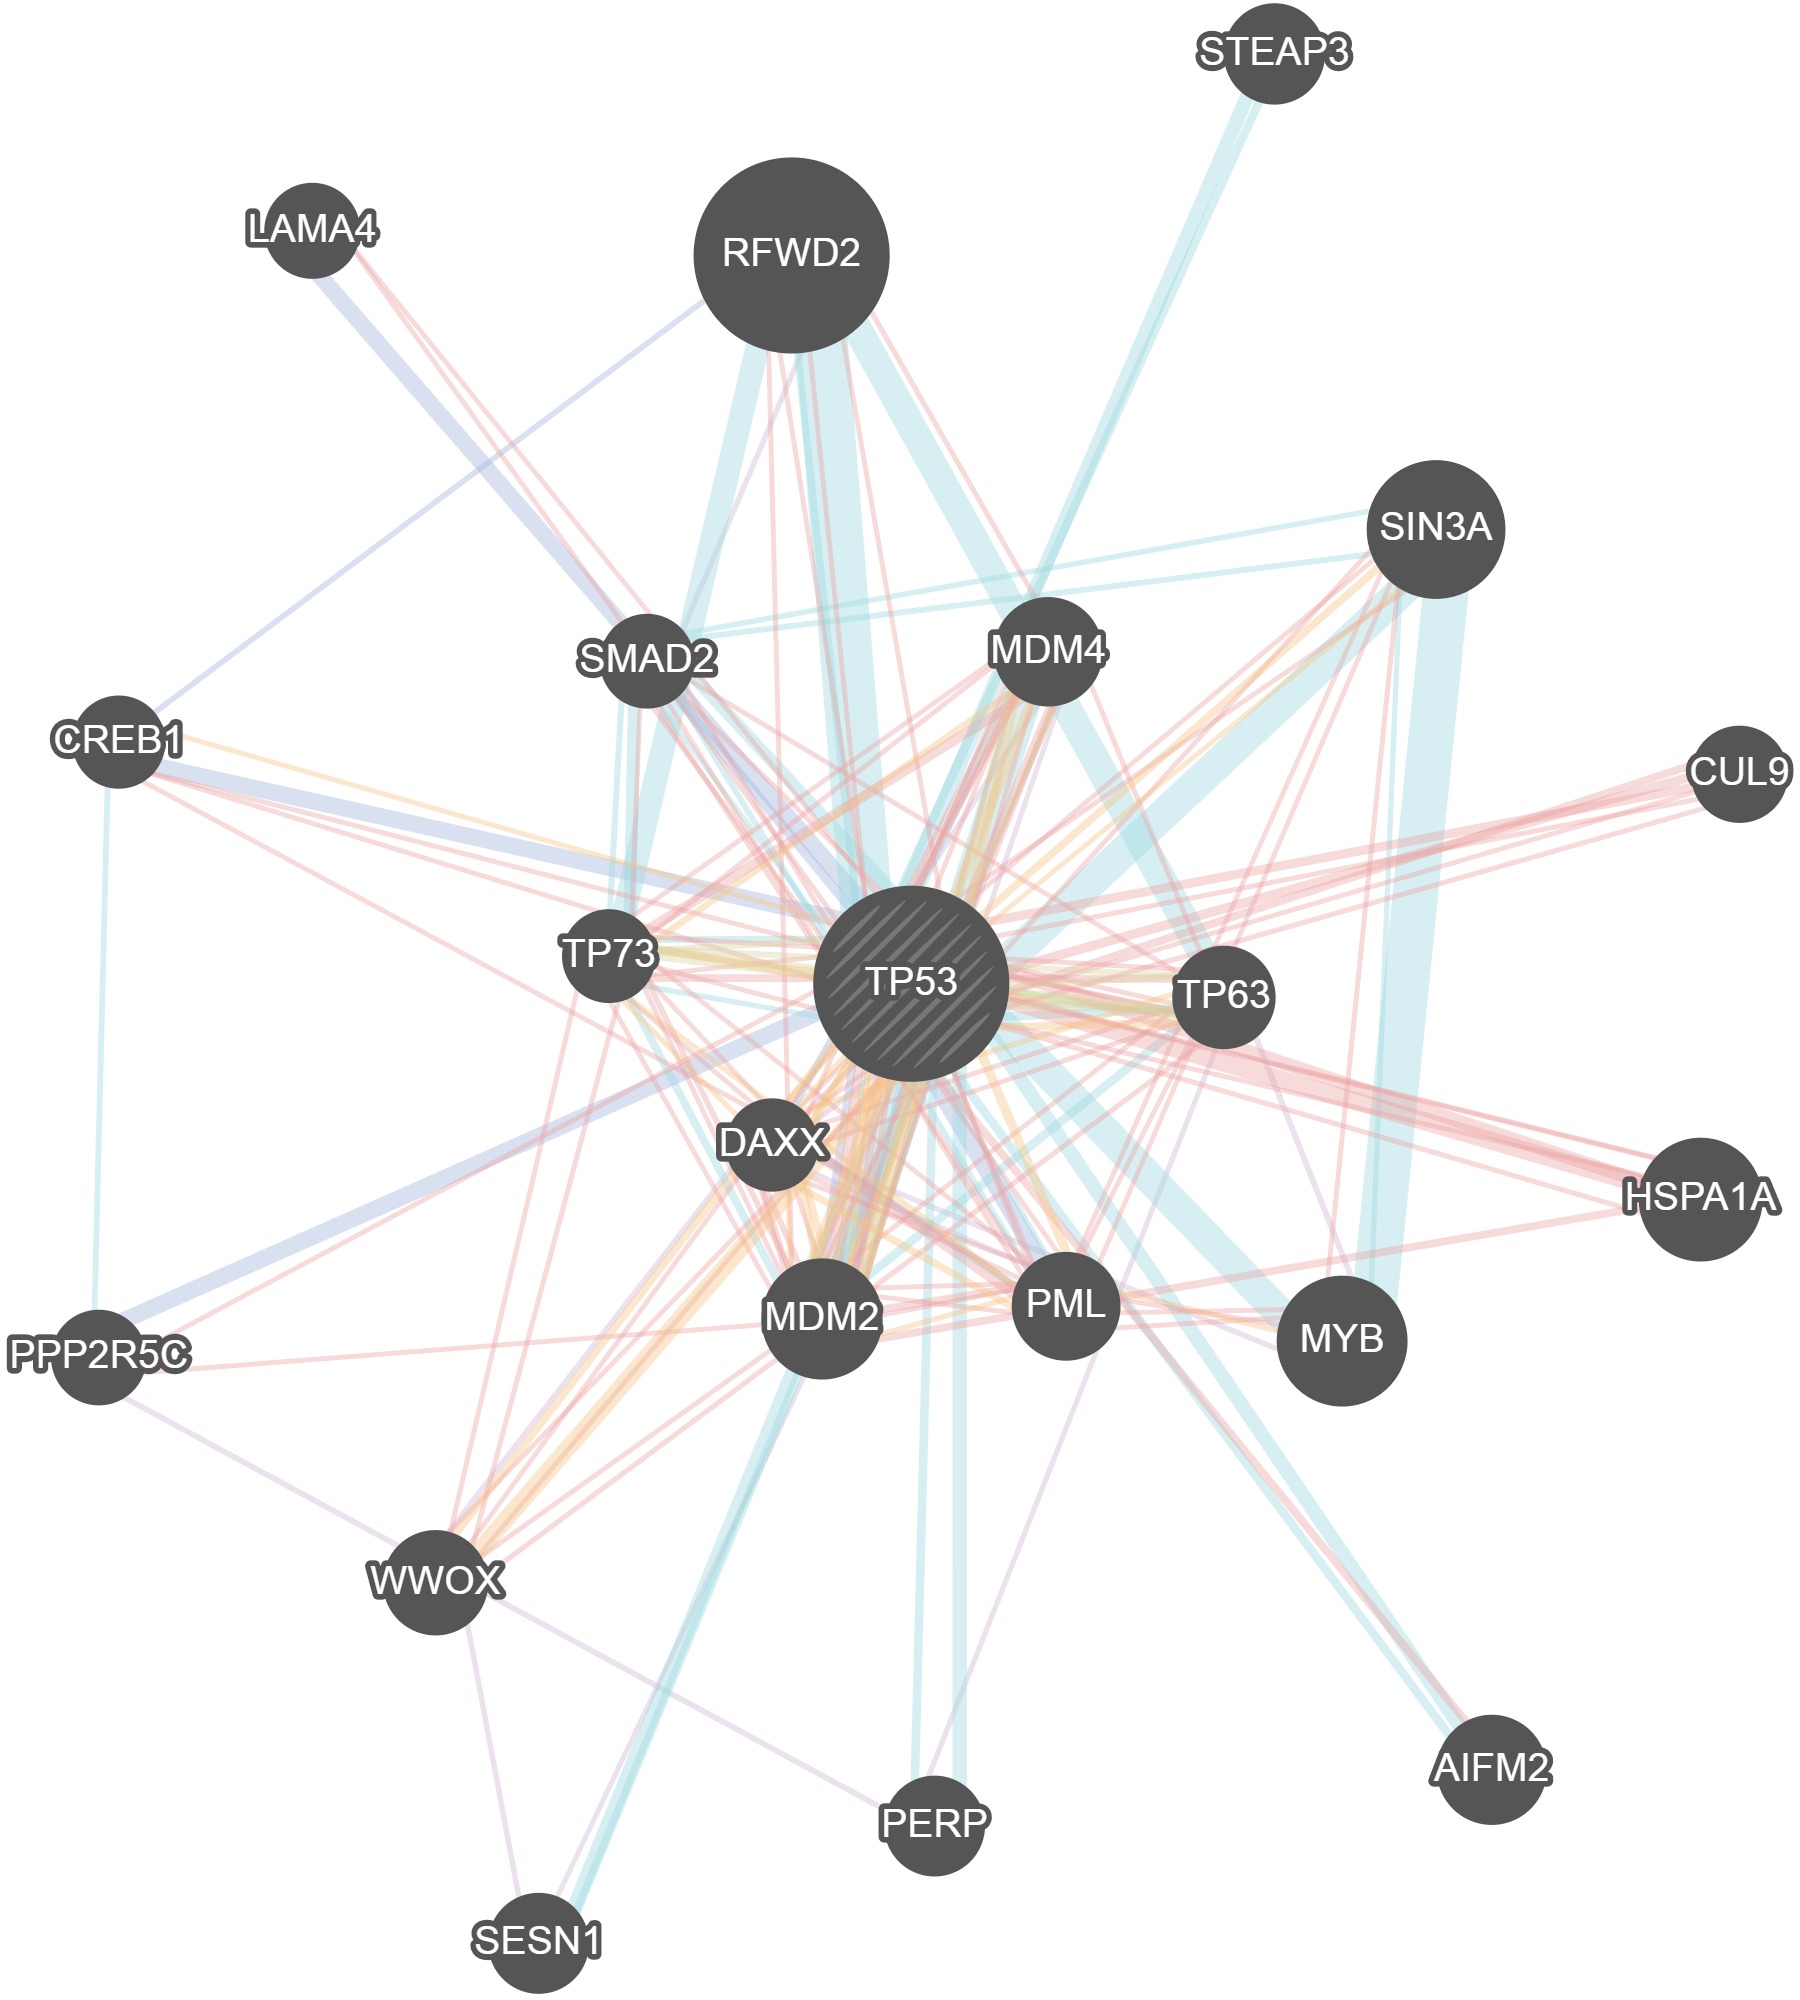 STEAP3
LAMA4
RFWD2
SIN3A
SMAD2
MDM4
CREB1
CUL9
TP73
TP53
TP63
DAXX
HSPA1A
MDM2
PML
MYB
PPP2R5C
WWOX
AIFM2
PERP
SESN1